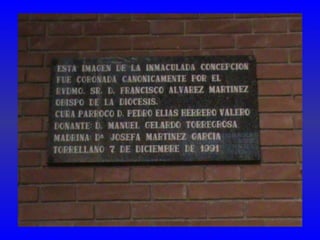 ESTA IMAGEN DE LA INMACULADA CONCEPCION
FUE CORONADA CANONICAMENTE POR EL
RVDMO. SR. D. FRANCISCO ALVAREZ MARTINEZ
OBISPO DE LA DIOCESIS.
CURA PARROCO D. PEDRO ELIAS HERRERO VALERO
DONANTE D. MANUEL GELARDO TORREGROSA
MADRINA Dª JOSEFA MARTINEZ GARCIA
TORRELLANO 7 DE DICIEMBRE DE 1991